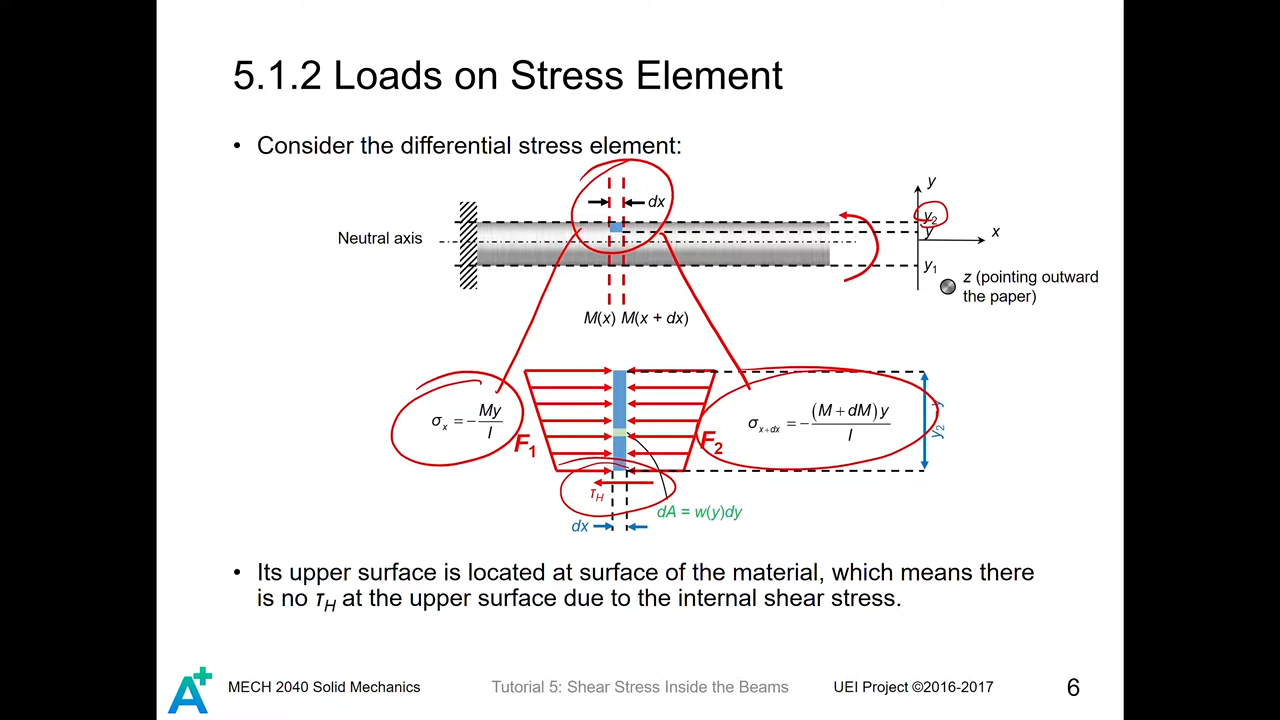 5.1.2 Loads on Stress Element
• Consider the differential stress element:
y
dx
y₂
Neutral axis
y
x
y₁
z (pointing outward
the paper)
M(x) M(x + dx)
σₓ = − My / I
F₁
F₂
σₓ₊dₓ = − (M + dM) y / I
y₂ y
τH
dA = w(y)dy
dx
• Its upper surface is located at surface of the material, which means there
is no τH at the upper surface due to the internal shear stress.
A+
MECH 2040 Solid Mechanics
Tutorial 5: Shear Stress Inside the Beams
UEI Project ©2016-2017
6